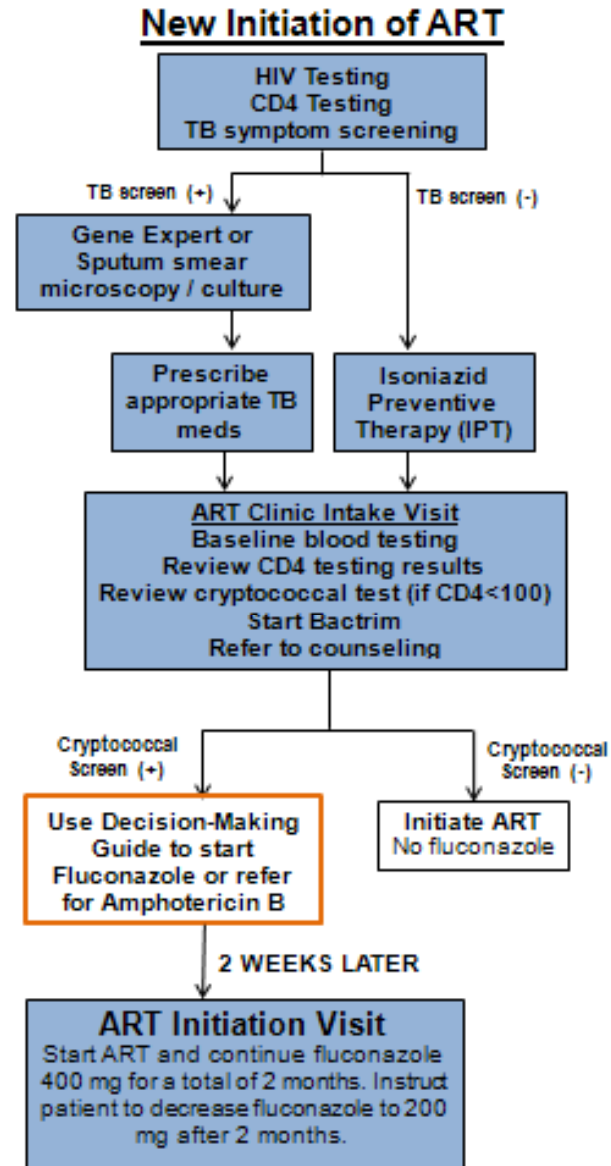 New Initiation of ART
HIV Testing
CD4 Testing
TB symptom screening
TB screen (+)
TB screen (-)
Gene Expert or
Sputum smear
microscopy / culture
Prescribe
appropriate TB
meds
Isoniazid
Preventive
Therapy (IPT)
ART Clinic Intake Visit
Baseline blood testing
Review CD4 testing results
Review cryptococcal test (if CD4<100)
Start Bactrim
Refer to counseling
Cryptococcal
Screen (+)
Cryptococcal
Screen (-)
Use Decision-Making
Guide to start
Fluconazole or refer
for Amphotericin B
Initiate ART
No fluconazole
2 WEEKS LATER
ART Initiation Visit
Start ART and continue fluconazole
400 mg for a total of 2 months. Instruct
patient to decrease fluconazole to 200
mg after 2 months.